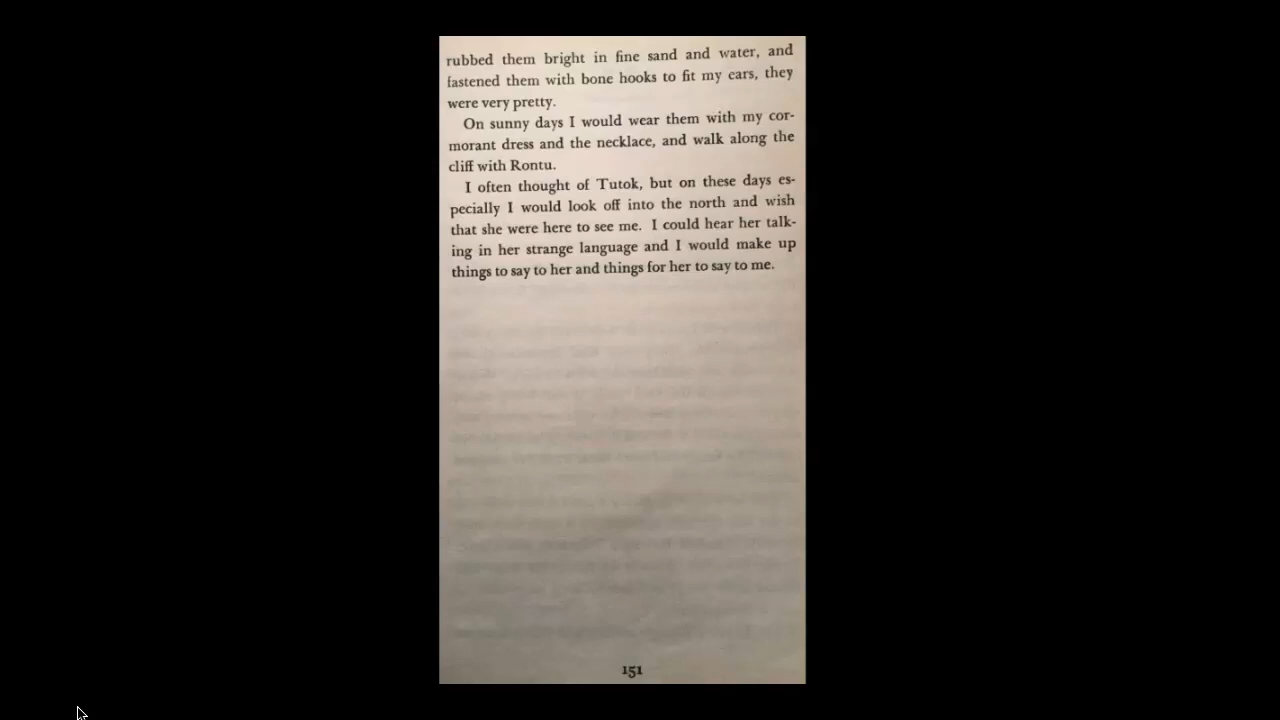 rubbed them bright in fine sand and water, and
fastened them with bone hooks to fit my ears, they
were very pretty.
On sunny days I would wear them with my cor-
morant dress and the necklace, and walk along the
cliff with Rontu.
I often thought of Tutok, but on these days es-
pecially I would look off into the north and wish
that she were here to see me. I could hear her talk-
ing in her strange language and I would make up
things to say to her and things for her to say to me.
151